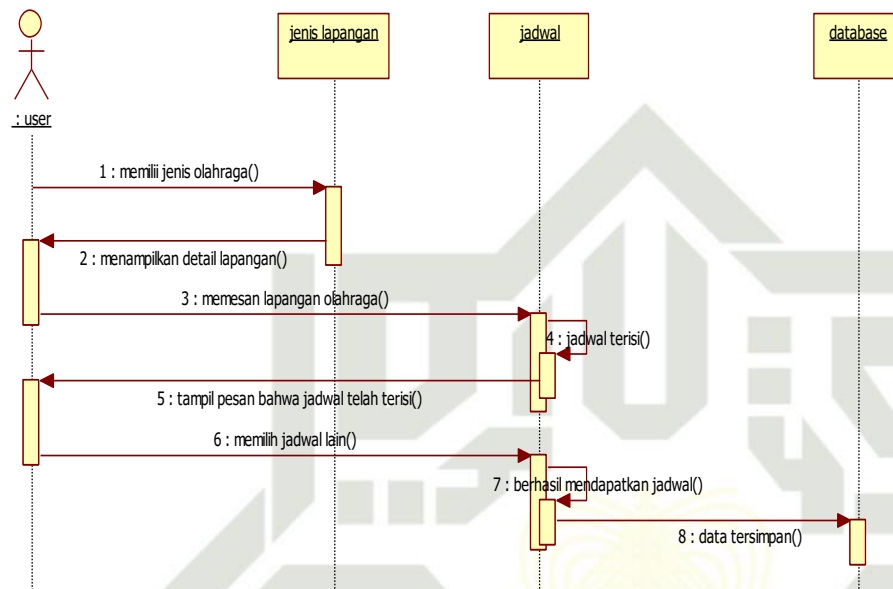 jenis lapangan
jadwal
database
: user
1 : memilii jenis olahraga()
2 : menampilkan detail lapangan()
3 : memesan lapangan olahraga()
4 : jadwal terisi()
5 : tampil pesan bahwa jadwal telah terisi()
6 : memilih jadwal lain()
7 : berhasil mendapatkan jadwal()
8 : data tersimpan()